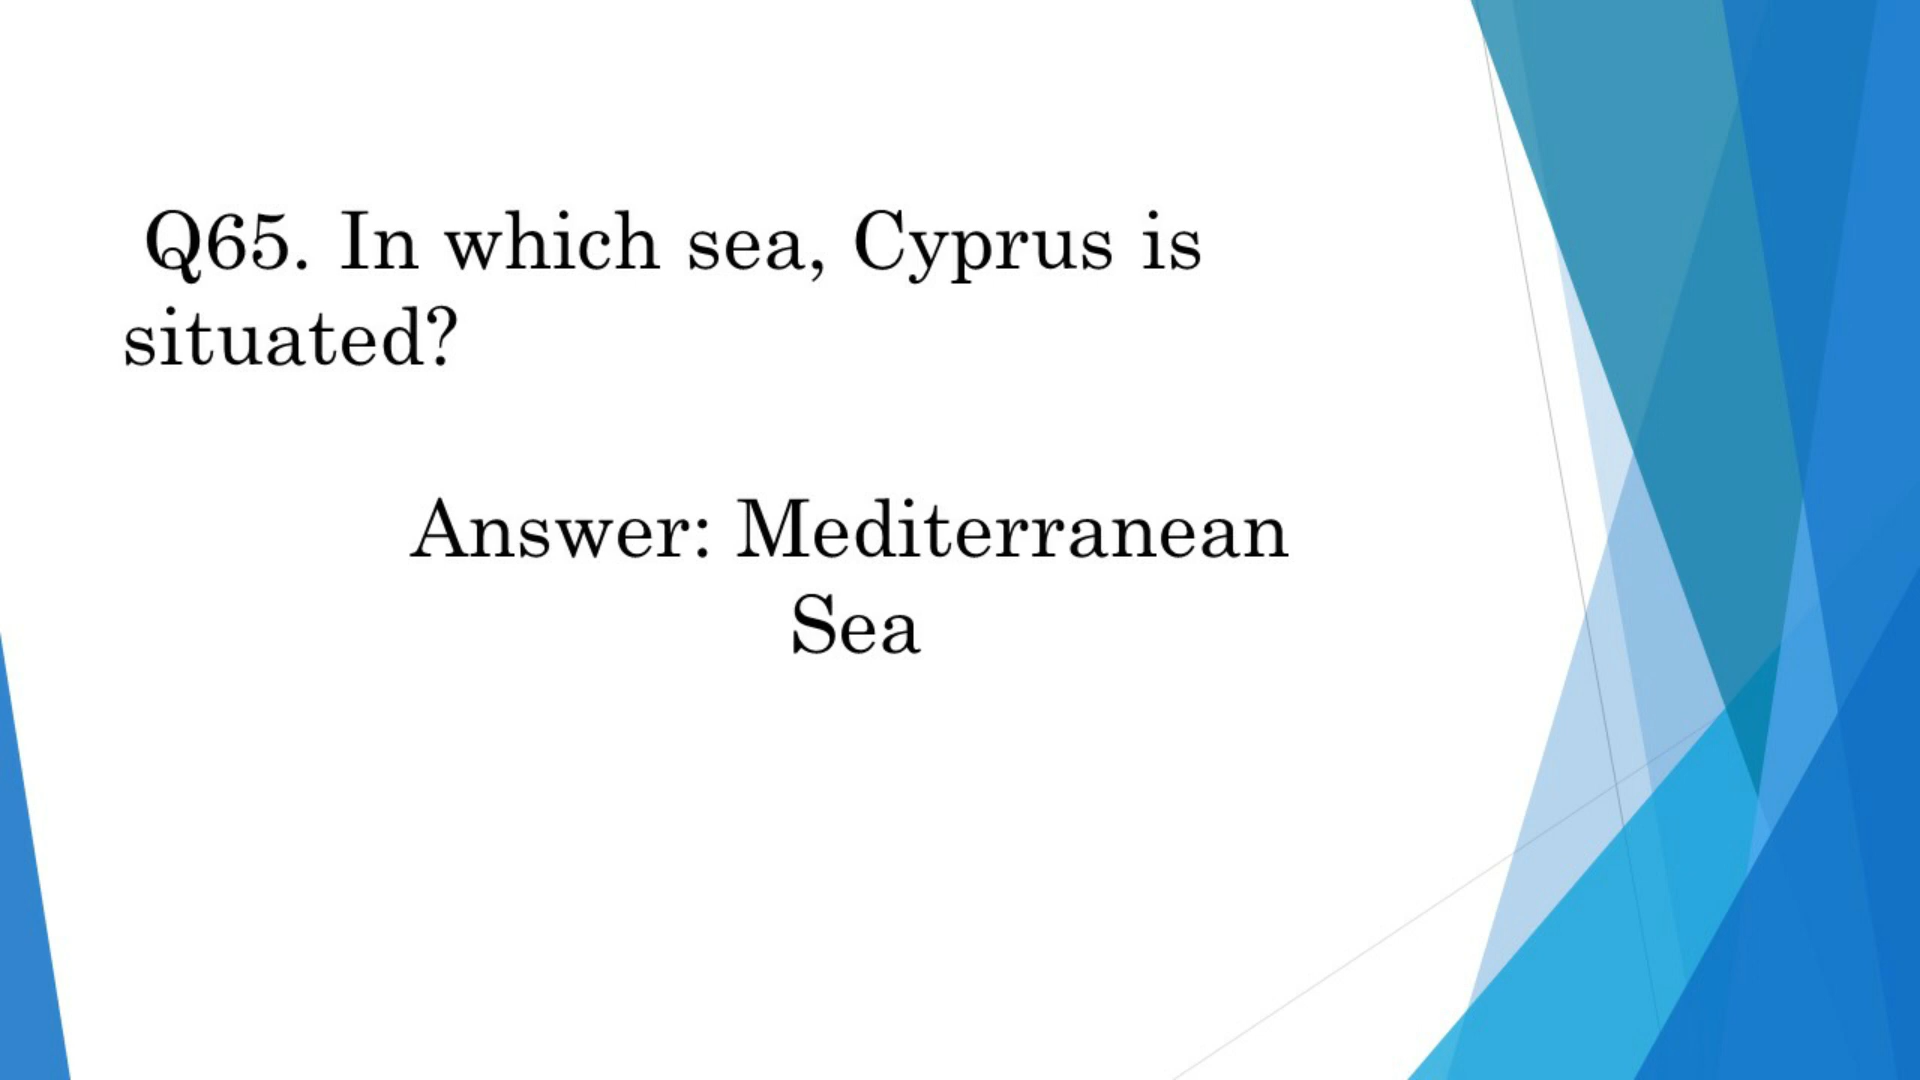 Q65. In which sea, Cyprus is
situated?
Answer: Mediterranean
Sea